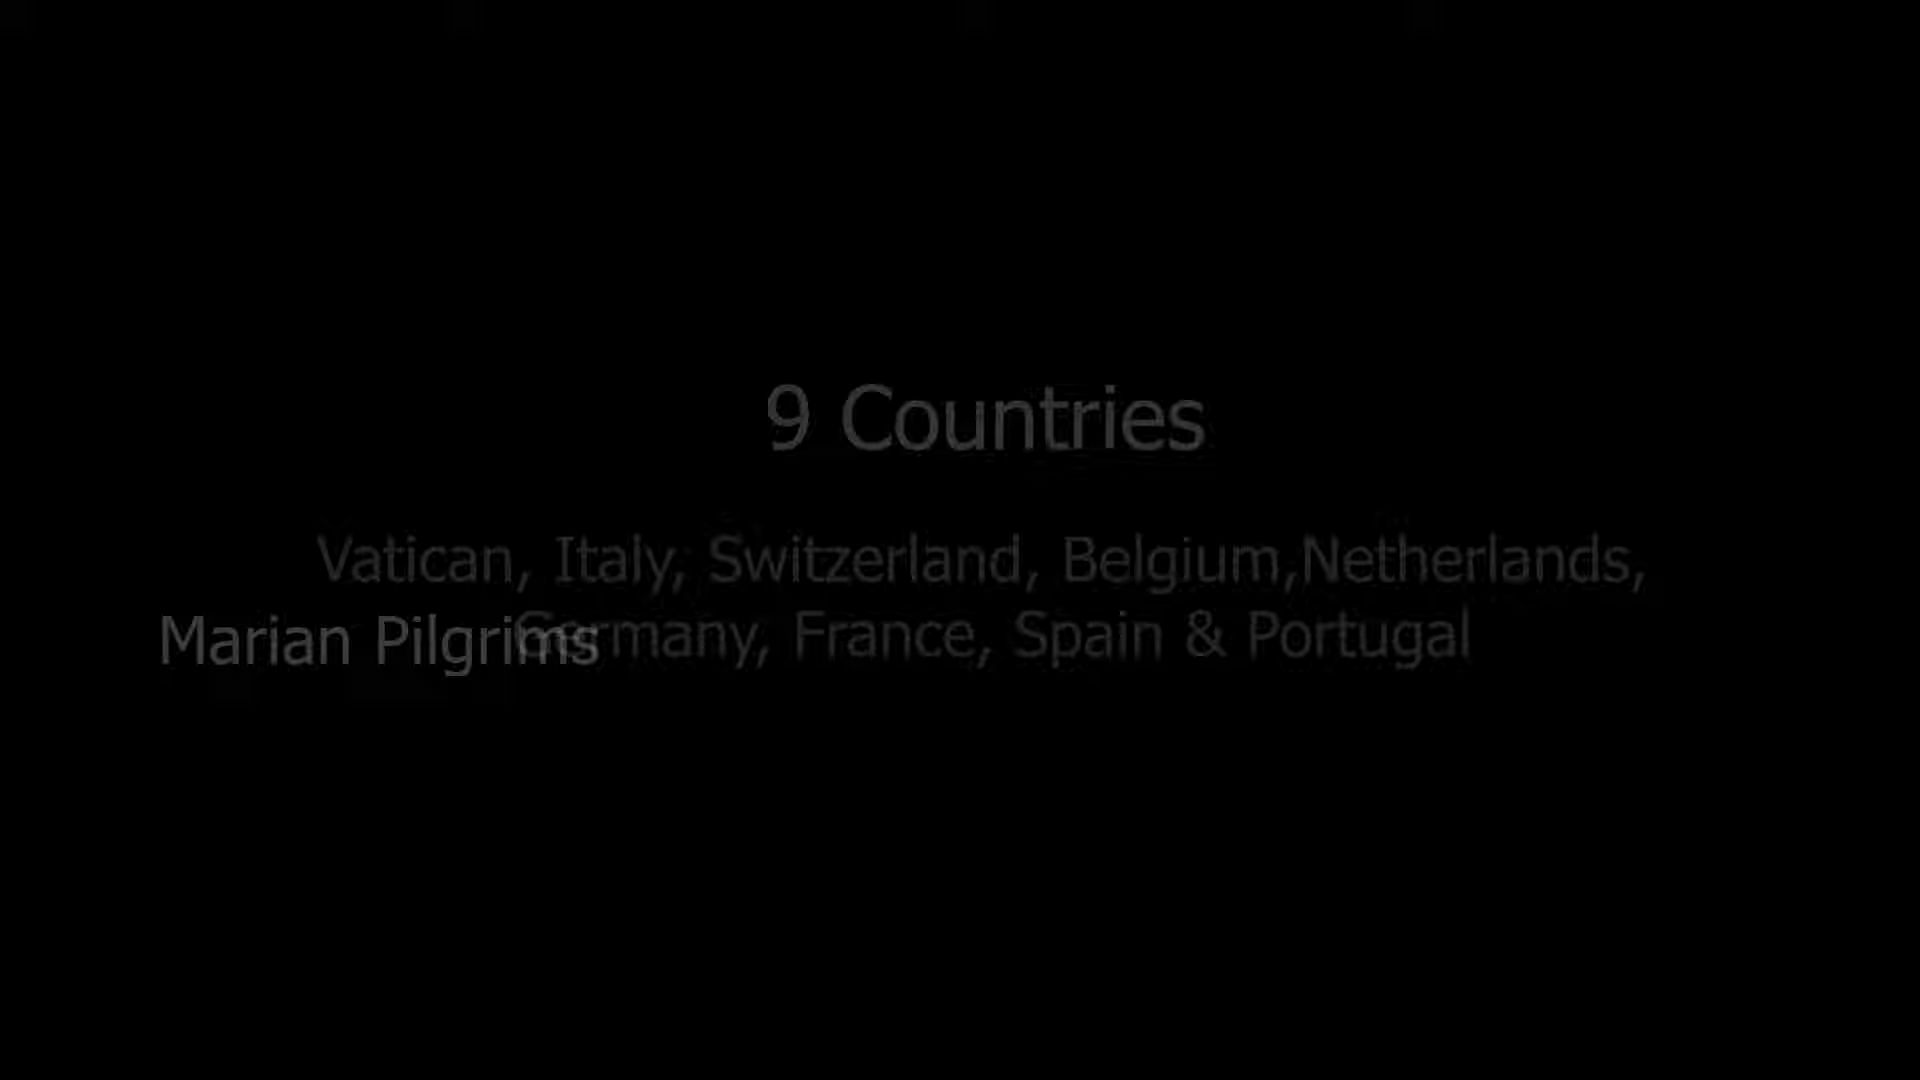 9 Countries
Vatican, Italy, Switzerland, Belgium,Netherlands,
Germany, France, Spain & Portugal
Marian Pilgrims